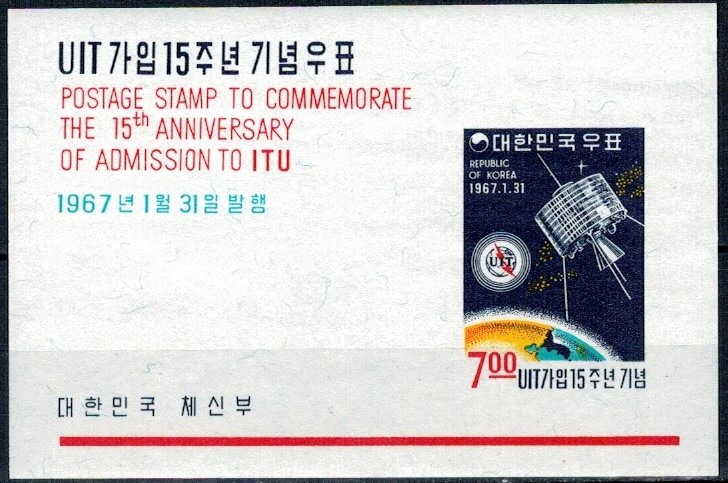 UIT 가입 15주년 기념우표
POSTAGE STAMP TO COMMEMORATE
THE 15th ANNIVERSARY
OF ADMISSION TO ITU
1967년 1월 31일 발행
대한민국우표
REPUBLIC
OF KOREA
1967.1.31
UIT
7.00
UIT가입15주년기념
대한민국 체신부